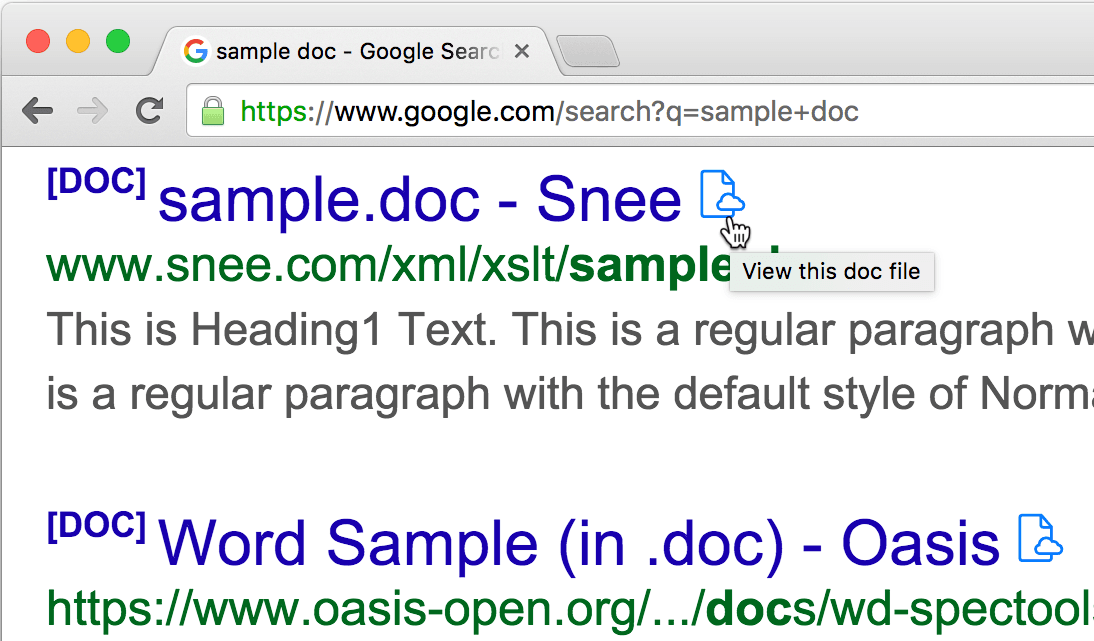 sample doc - Google Searc
https://www.google.com/search?q=sample+doc
[DOC] sample.doc - Snee
www.snee.com/xml/xslt/sample
View this doc file
This is Heading1 Text. This is a regular paragraph w
is a regular paragraph with the default style of Norma
[DOC] Word Sample (in .doc) - Oasis
https://www.oasis-open.org/.../docs/wd-spectools